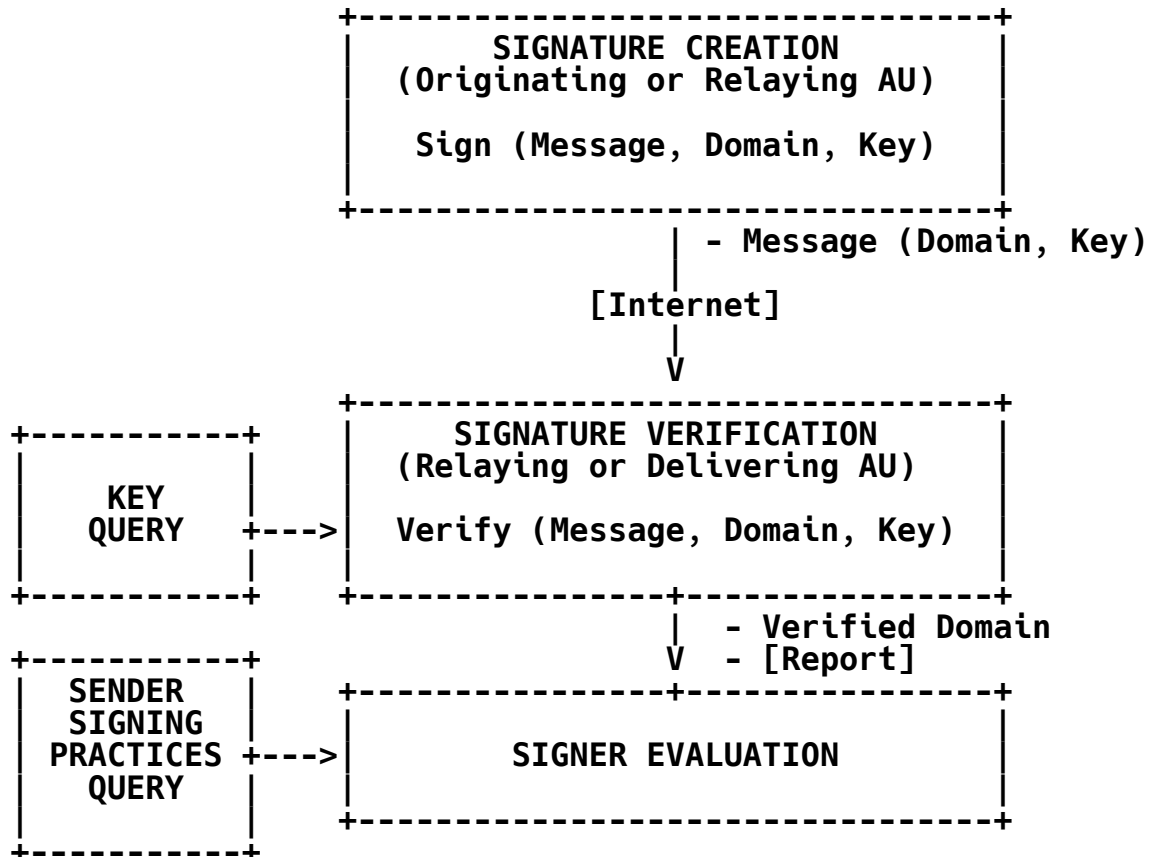 SIGNATURE CREATION
(Originating or Relaying AU)
Sign (Message, Domain, Key)
- Message (Domain, Key)
[Internet]
V
SIGNATURE VERIFICATION
(Relaying or Delivering AU)
KEY
QUERY
Verify (Message, Domain, Key)
- Verified Domain
V - [Report]
SENDER
SIGNING
PRACTICES
QUERY
SIGNER EVALUATION